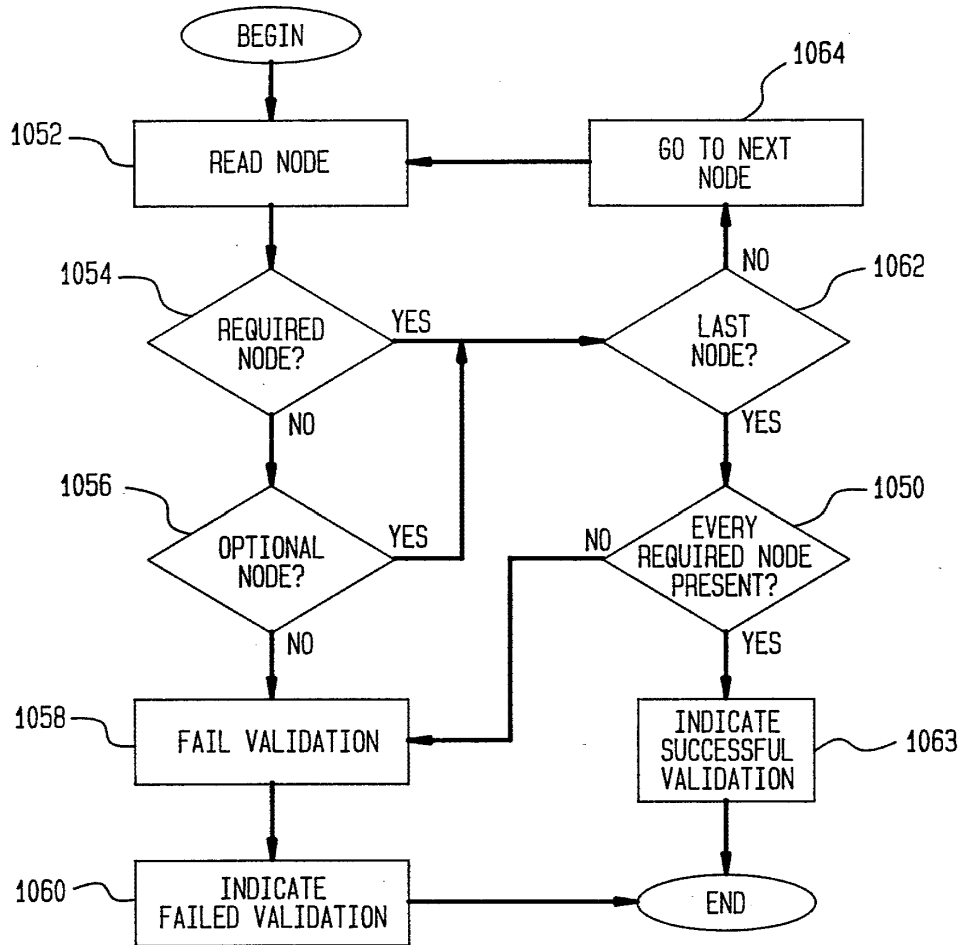 BEGIN
1064
1052
READ NODE
GO TO NEXT
NODE
1054
NO
1062
REQUIRED
NODE?
YES
LAST
NODE?
NO
YES
1056
1050
OPTIONAL
NODE?
YES
NO
EVERY
REQUIRED NODE
PRESENT?
NO
YES
1058
FAIL VALIDATION
INDICATE
SUCCESSFUL
VALIDATION
1063
1060
INDICATE
FAILED VALIDATION
END